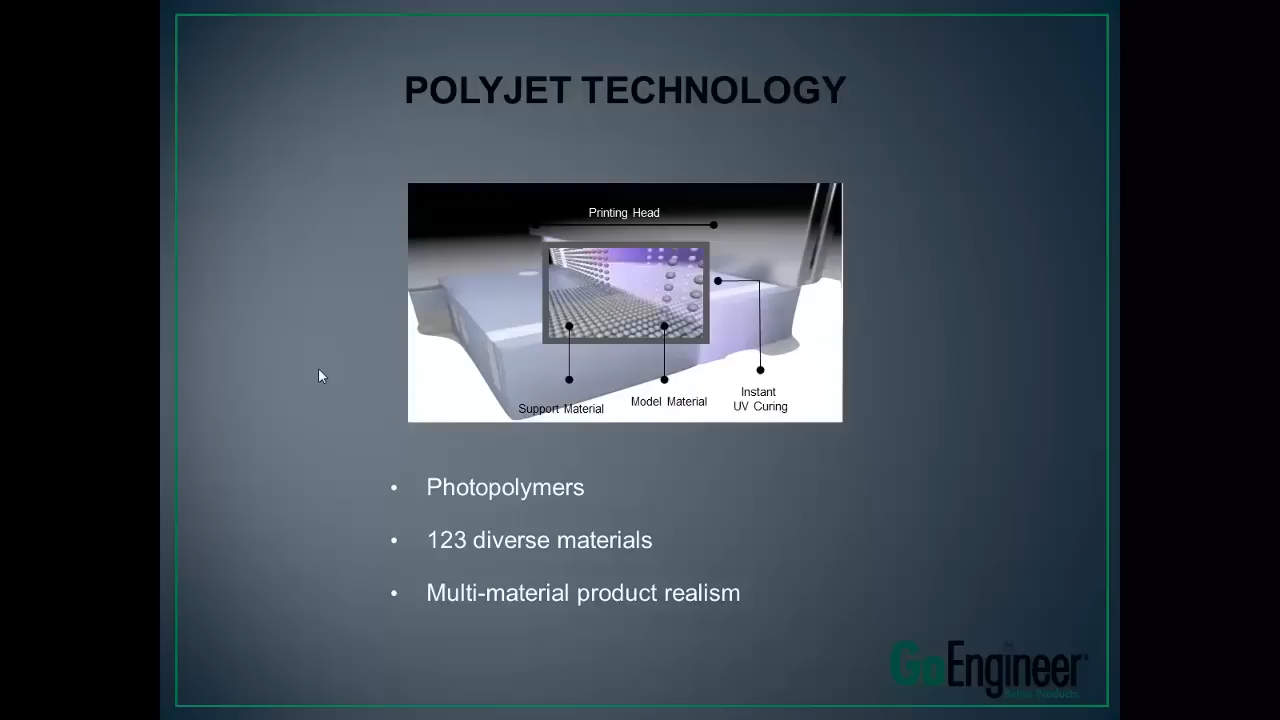 POLYJET TECHNOLOGY
Printing Head
Support Material
Model Material
Instant
UV Curing
• Photopolymers
• 123 diverse materials
• Multi-material product realism
GoEngineer
Products.